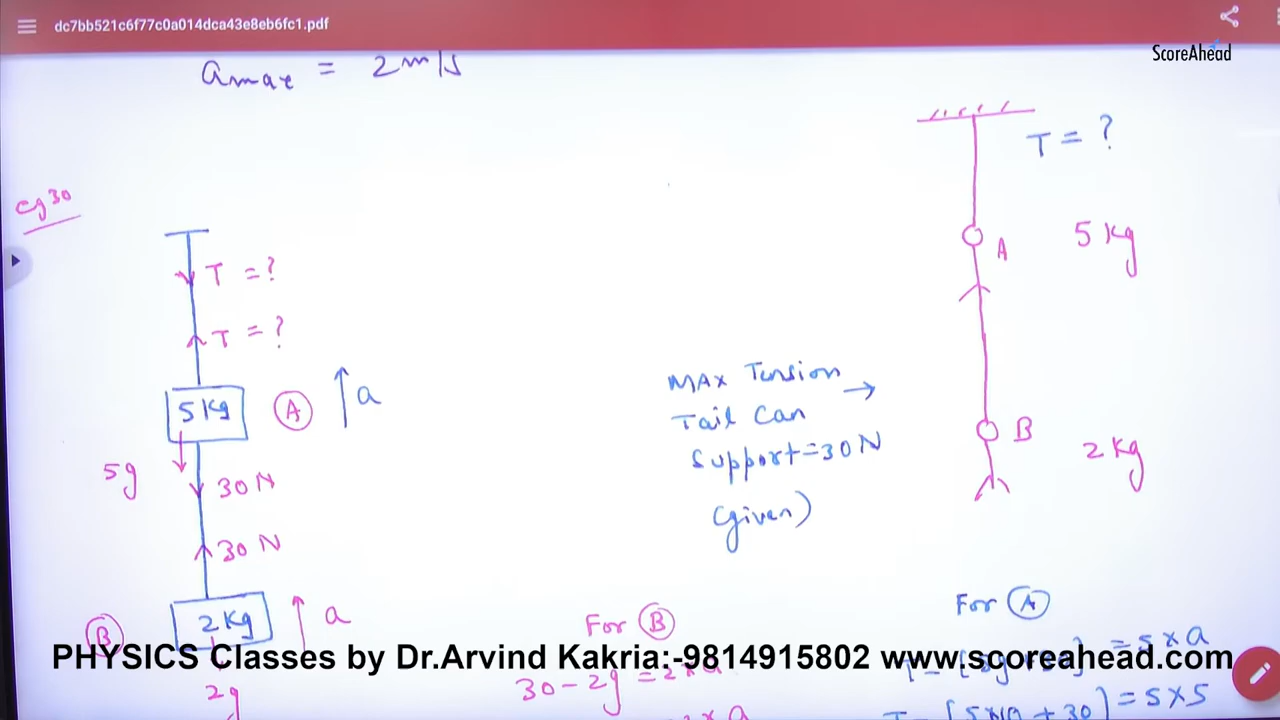 dc7bb521c6f77c0a014dca43e8eb6fc1.pdf
ScoreAhead
amax = 2m/s
T = ?
eg 30
A
5 kg
T = ?
T = ?
5 kg
A
a
MAX Tension
Tail Can
Support=30 N
(given)
B
2 kg
5g
30 N
30 N
2 kg
B
a
2g
For B
30 - 2g = 2 x a
x a
For A
= 5 x a
T - [5x10 + 30] = 5 x 5
PHYSICS Classes by Dr.Arvind Kakria:-9814915802 www.scoreahead.com